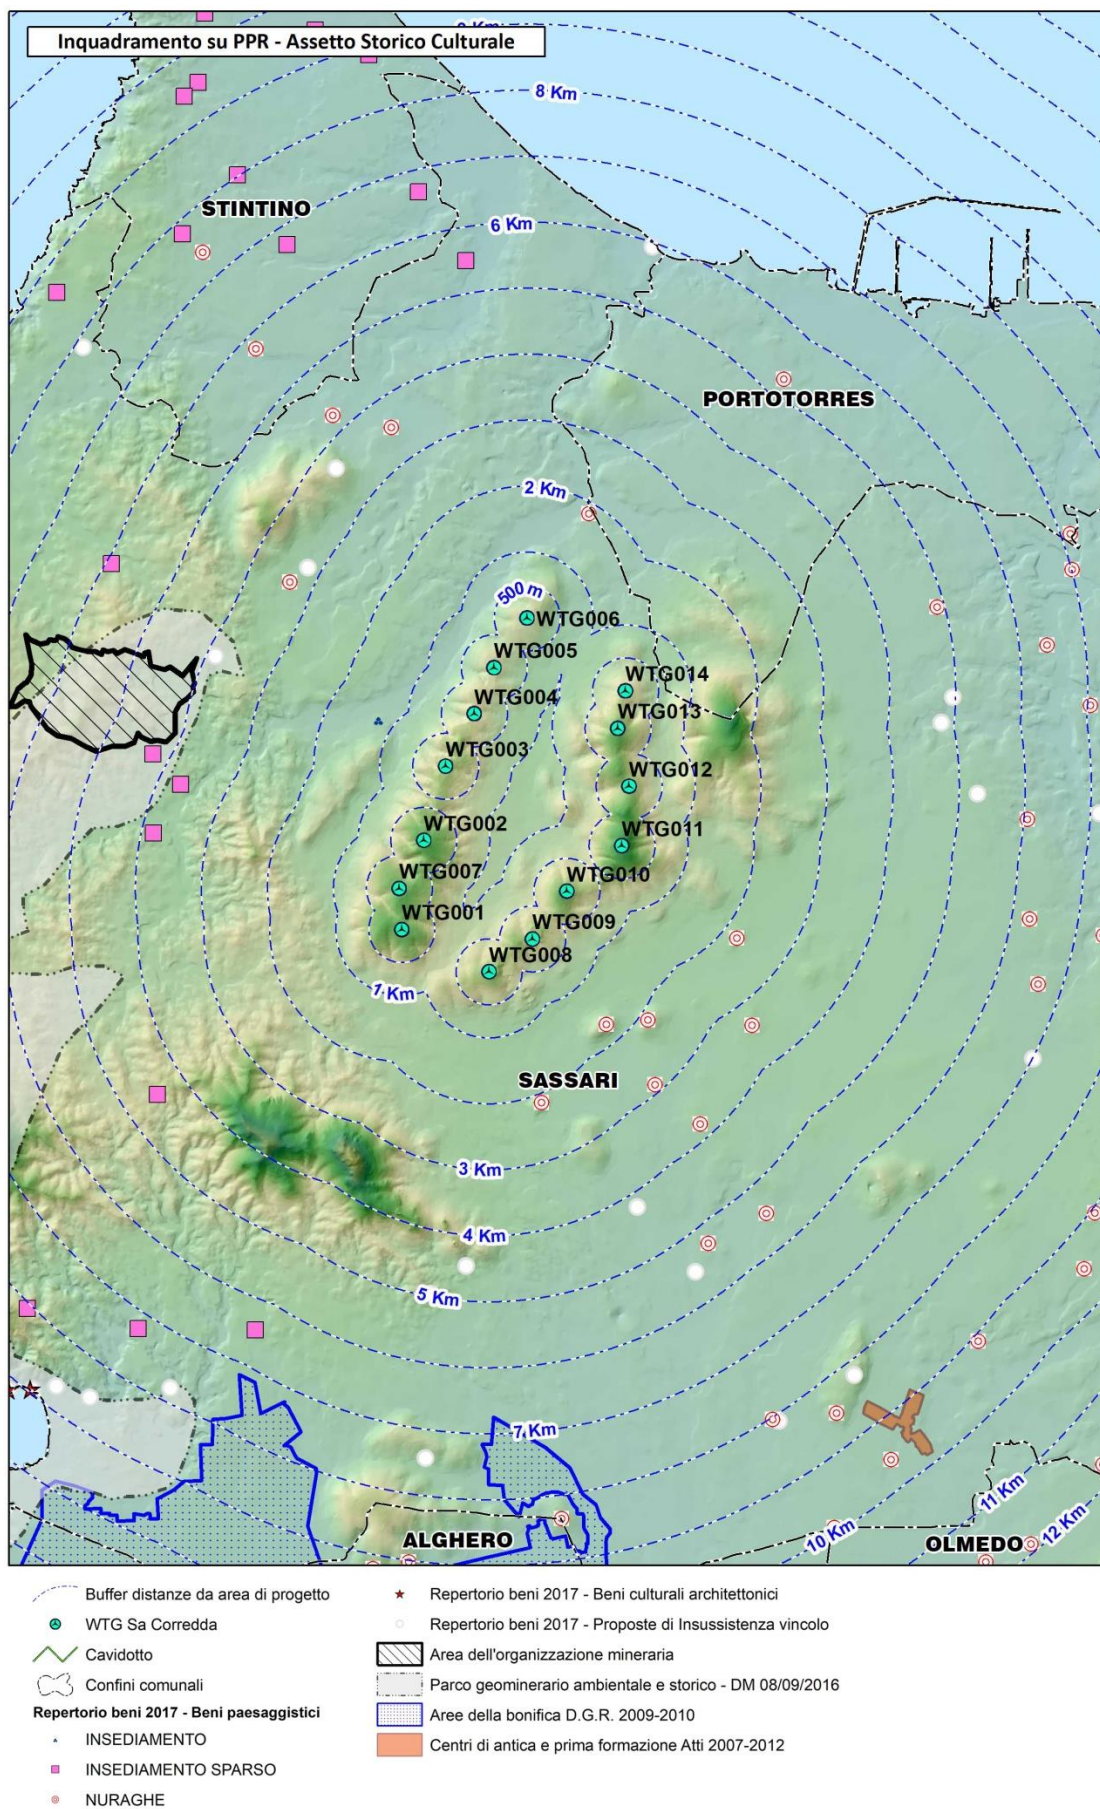 9 Km
Inquadramento su PPR - Assetto Storico Culturale
8 Km
STINTINO
6 Km
PORTOTORRES
2 Km
500 m
WTG006
WTG005
WTG014
WTG004
WTG013
WTG003
WTG012
WTG002
WTG011
WTG007
WTG010
WTG001
WTG009
WTG008
1 Km
SASSARI
3 Km
4 Km
5 Km
7 Km
11 Km
10 Km
12 Km
ALGHERO
OLMEDO
Buffer distanze da area di progetto
WTG Sa Corredda
Cavidotto
Confini comunali
Repertorio beni 2017 - Beni paesaggistici
INSEDIAMENTO
INSEDIAMENTO SPARSO
NURAGHE
Repertorio beni 2017 - Beni culturali architettonici
Repertorio beni 2017 - Proposte di Insussistenza vincolo
Area dell'organizzazione mineraria
Parco geominerario ambientale e storico - DM 08/09/2016
Aree della bonifica D.G.R. 2009-2010
Centri di antica e prima formazione Atti 2007-2012